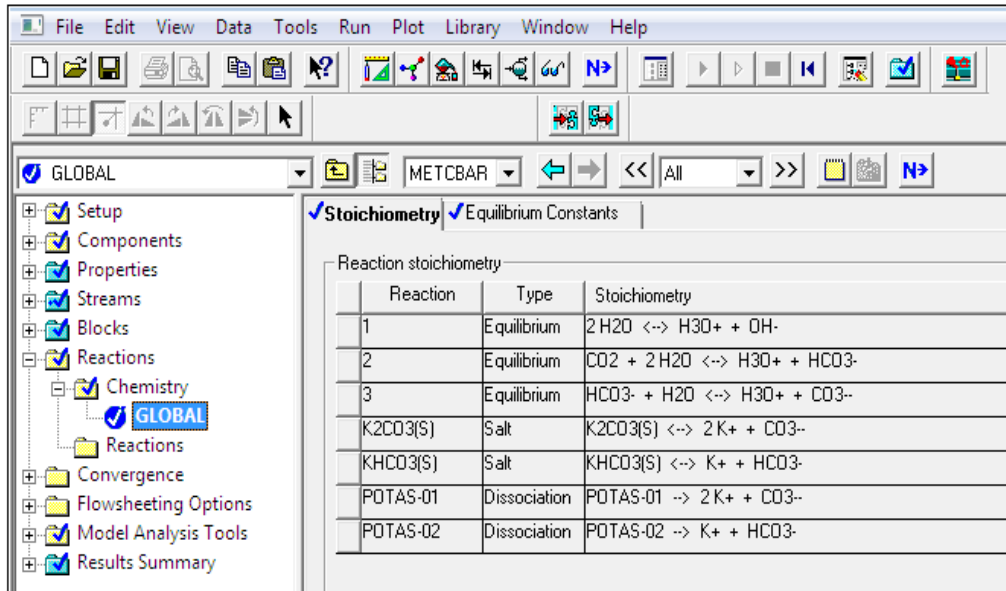 File Edit View Data Tools Run Plot Library Window Help
N
GLOBAL METCBAR << All >> N
Setup
Components
Properties
Streams
Blocks
Reactions
Chemistry
GLOBAL
Reactions
Convergence
Flowsheeting Options
Model Analysis Tools
Results Summary
Stoichiometry Equilibrium Constants
Reaction stoichiometry
Reaction Type Stoichiometry
1 Equilibrium 2 H2O <--> H3O+ + OH-
2 Equilibrium CO2 + 2 H2O <--> H3O+ + HCO3-
3 Equilibrium HCO3- + H2O <--> H3O+ + CO3--
K2CO3(S) Salt K2CO3(S) <--> 2 K+ + CO3--
KHCO3(S) Salt KHCO3(S) <--> K+ + HCO3-
POTAS-01 Dissociation POTAS-01 --> 2 K+ + CO3--
POTAS-02 Dissociation POTAS-02 --> K+ + HCO3-